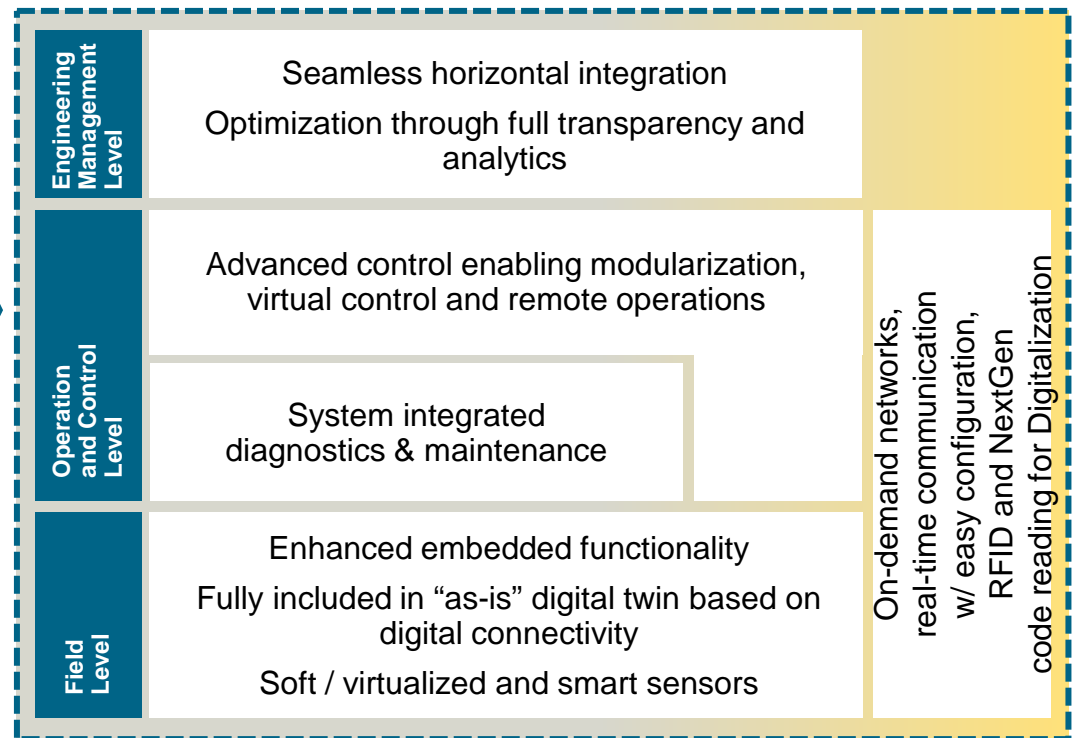 Engineering
Management
Level
Seamless horizontal integration
Optimization through full transparency and
analytics
Operation
and Control
Level
Advanced control enabling modularization,
virtual control and remote operations
System integrated
diagnostics & maintenance
Field
Level
Enhanced embedded functionality
Fully included in “as-is” digital twin based on
digital connectivity
Soft / virtualized and smart sensors
On-demand networks,
real-time communication
w/ easy configuration,
RFID and NextGen
code reading for Digitalization